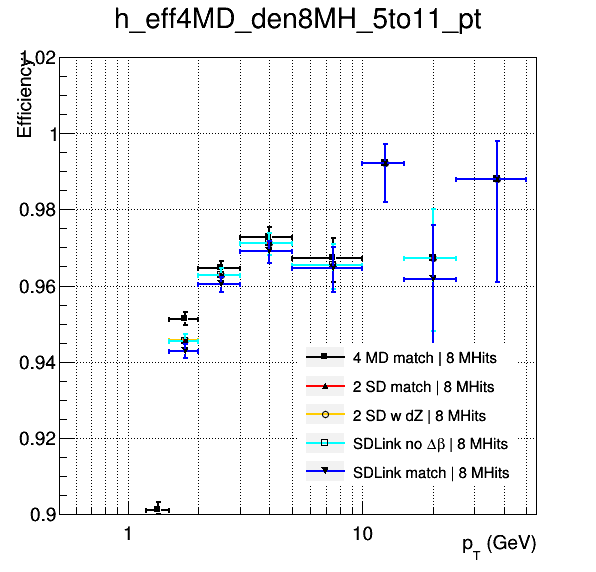 h_eff4MD_den8MH_5to11_pt
Efficiency
1.02
1
0.98
0.96
0.94
0.92
0.9
4 MD match | 8 MHits
2 SD match | 8 MHits
2 SD w dZ | 8 MHits
SDLink no Δβ | 8 MHits
SDLink match | 8 MHits
1
10
p_T (GeV)